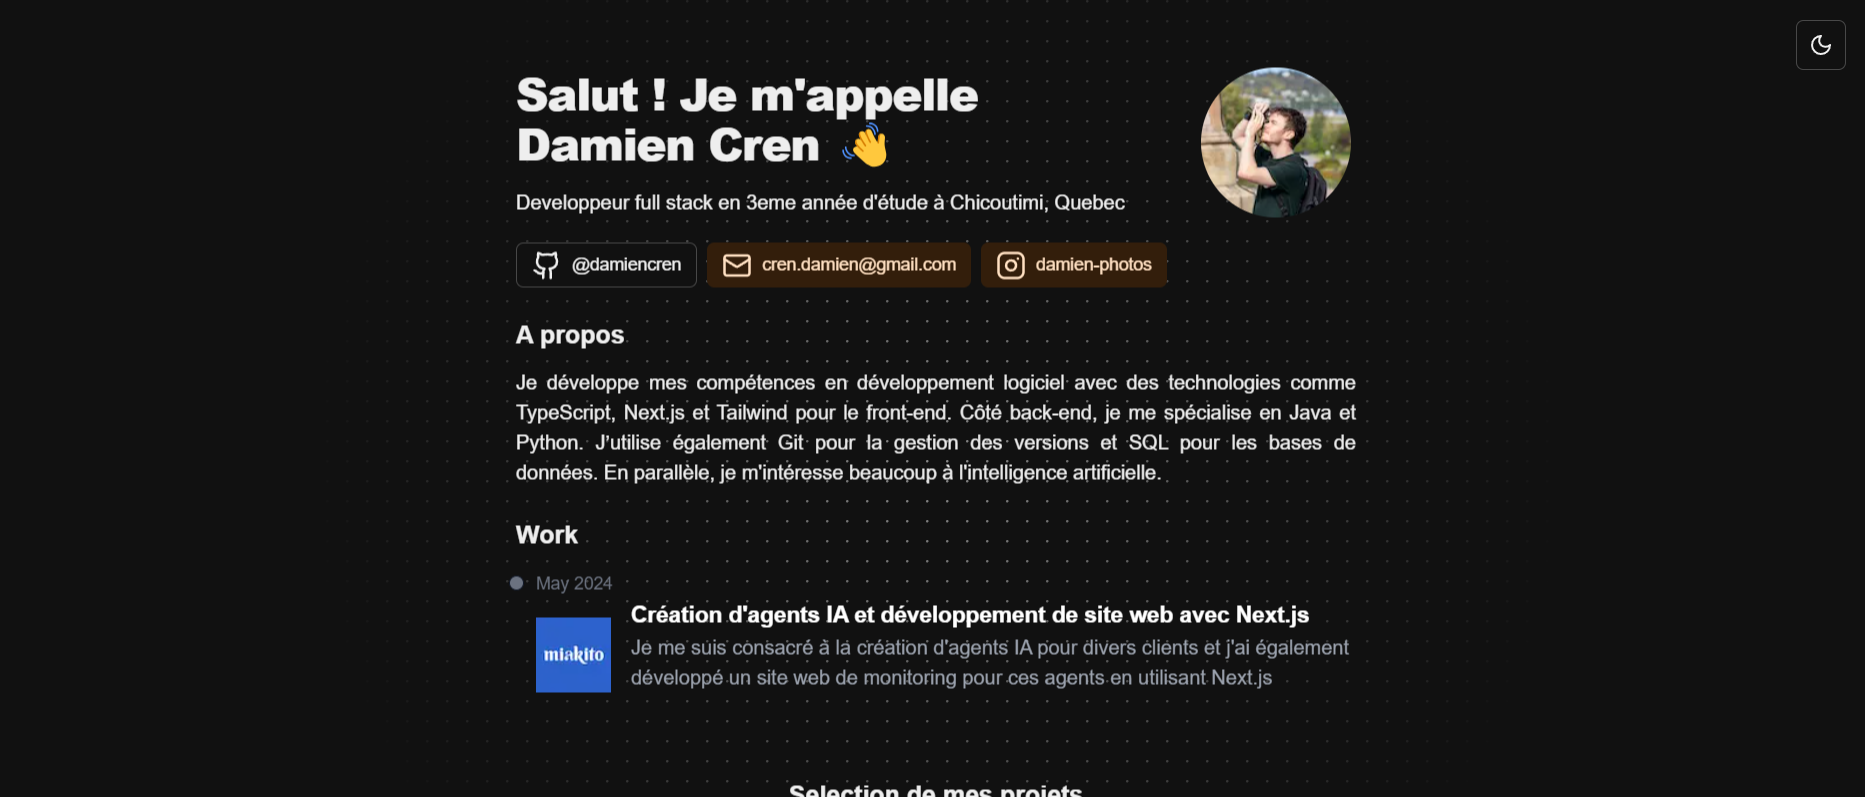 Salut ! Je m'appelle
Damien Cren 👋
Developpeur full stack en 3eme année d'étude à Chicoutimi, Quebec
@damiencren
cren.damien@gmail.com
damien-photos
A propos
Je développe mes compétences en développement logiciel avec des technologies comme
TypeScript, Next.js et Tailwind pour le front-end. Côté back-end, je me spécialise en Java et
Python. J’utilise également Git pour la gestion des versions et SQL pour les bases de
données. En parallèle, je m'intéresse beaucoup à l'intelligence artificielle.
Work
May 2024
miakito
Création d'agents IA et développement de site web avec Next.js
Je me suis consacré à la création d'agents IA pour divers clients et j'ai également
développé un site web de monitoring pour ces agents en utilisant Next.js
Selection de mes projets